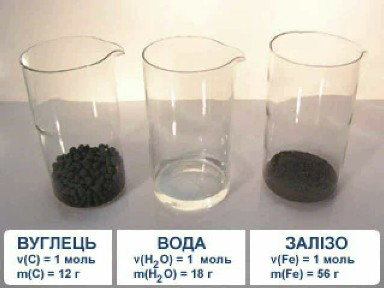 ВУГЛЕЦЬ
ν(C) = 1 моль
m(C) = 12 г
ВОДА
ν(H₂O) = 1 моль
m(H₂O) = 18 г
ЗАЛІЗО
ν(Fe) = 1 моль
m(Fe) = 56 г